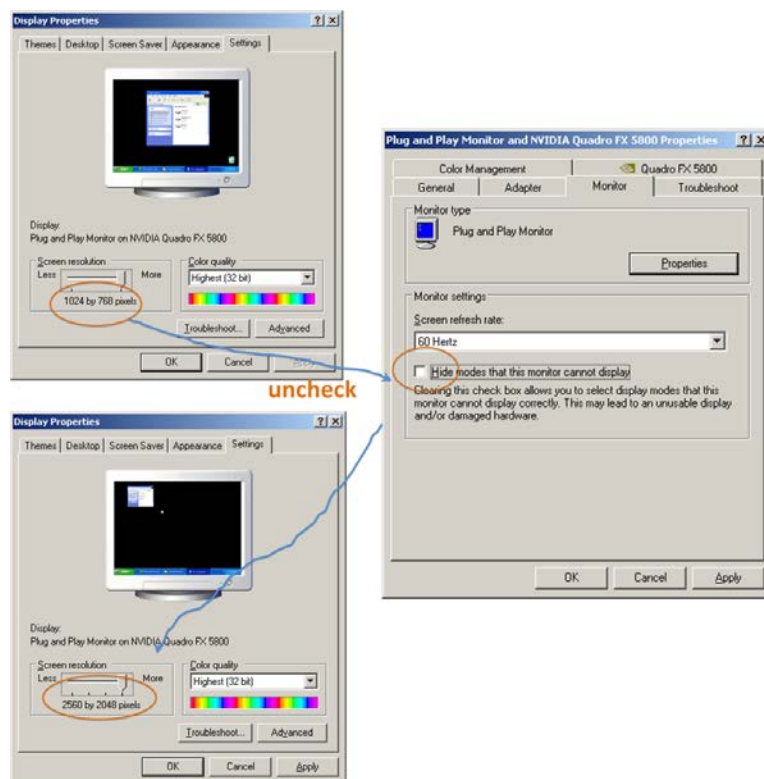 Display Properties
Themes Desktop Screen Saver Appearance Settings
Display:
Plug and Play Monitor on NVIDIA Quadro FX 5800
Screen resolution
Less More
1024 by 768 pixels
Color quality
Highest (32 bit)
Troubleshoot... Advanced
OK Cancel Apply
uncheck
Plug and Play Monitor and NVIDIA Quadro FX 5800 Properties
Color Management Quadro FX 5800
General Adapter Monitor Troubleshoot
Monitor type
Plug and Play Monitor
Properties
Monitor settings
Screen refresh rate:
60 Hertz
Hide modes that this monitor cannot display
Clearing this check box allows you to select display modes that this
monitor cannot display correctly. This may lead to an unusable display
and/or damaged hardware.
OK Cancel Apply
Display Properties
Themes Desktop Screen Saver Appearance Settings
Display:
Plug and Play Monitor on NVIDIA Quadro FX 5800
Screen resolution
Less More
2560 by 2048 pixels
Color quality
Highest (32 bit)
Troubleshoot... Advanced
OK Cancel Apply